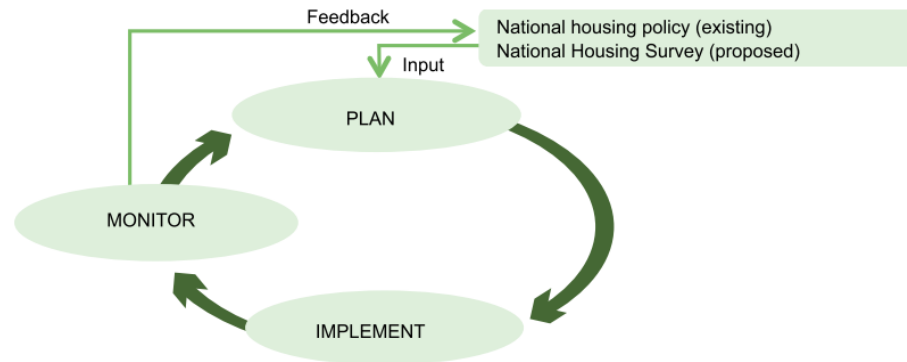 Feedback
National housing policy (existing)
National Housing Survey (proposed)
Input
PLAN
MONITOR
IMPLEMENT